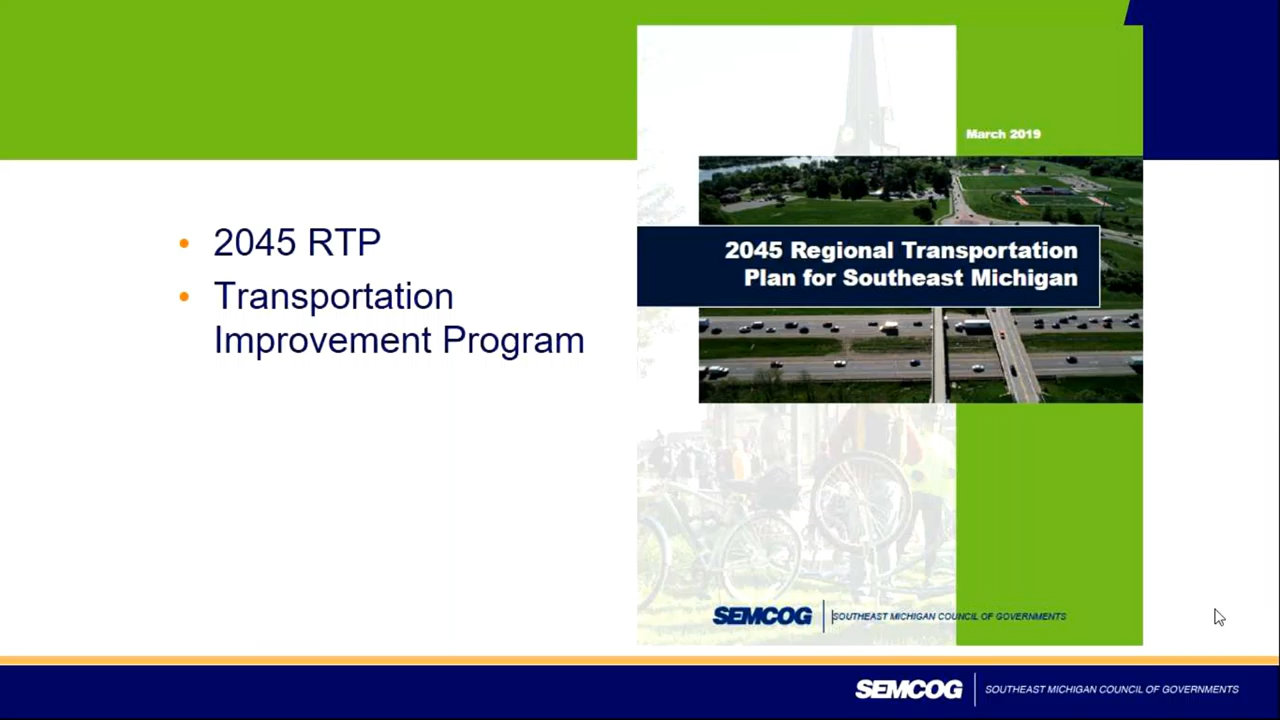 2045 RTP
Transportation
Improvement Program
March 2019
2045 Regional Transportation
Plan for Southeast Michigan
SEMCOG
SOUTHEAST MICHIGAN COUNCIL OF GOVERNMENTS
SEMCOG
SOUTHEAST MICHIGAN COUNCIL OF GOVERNMENTS